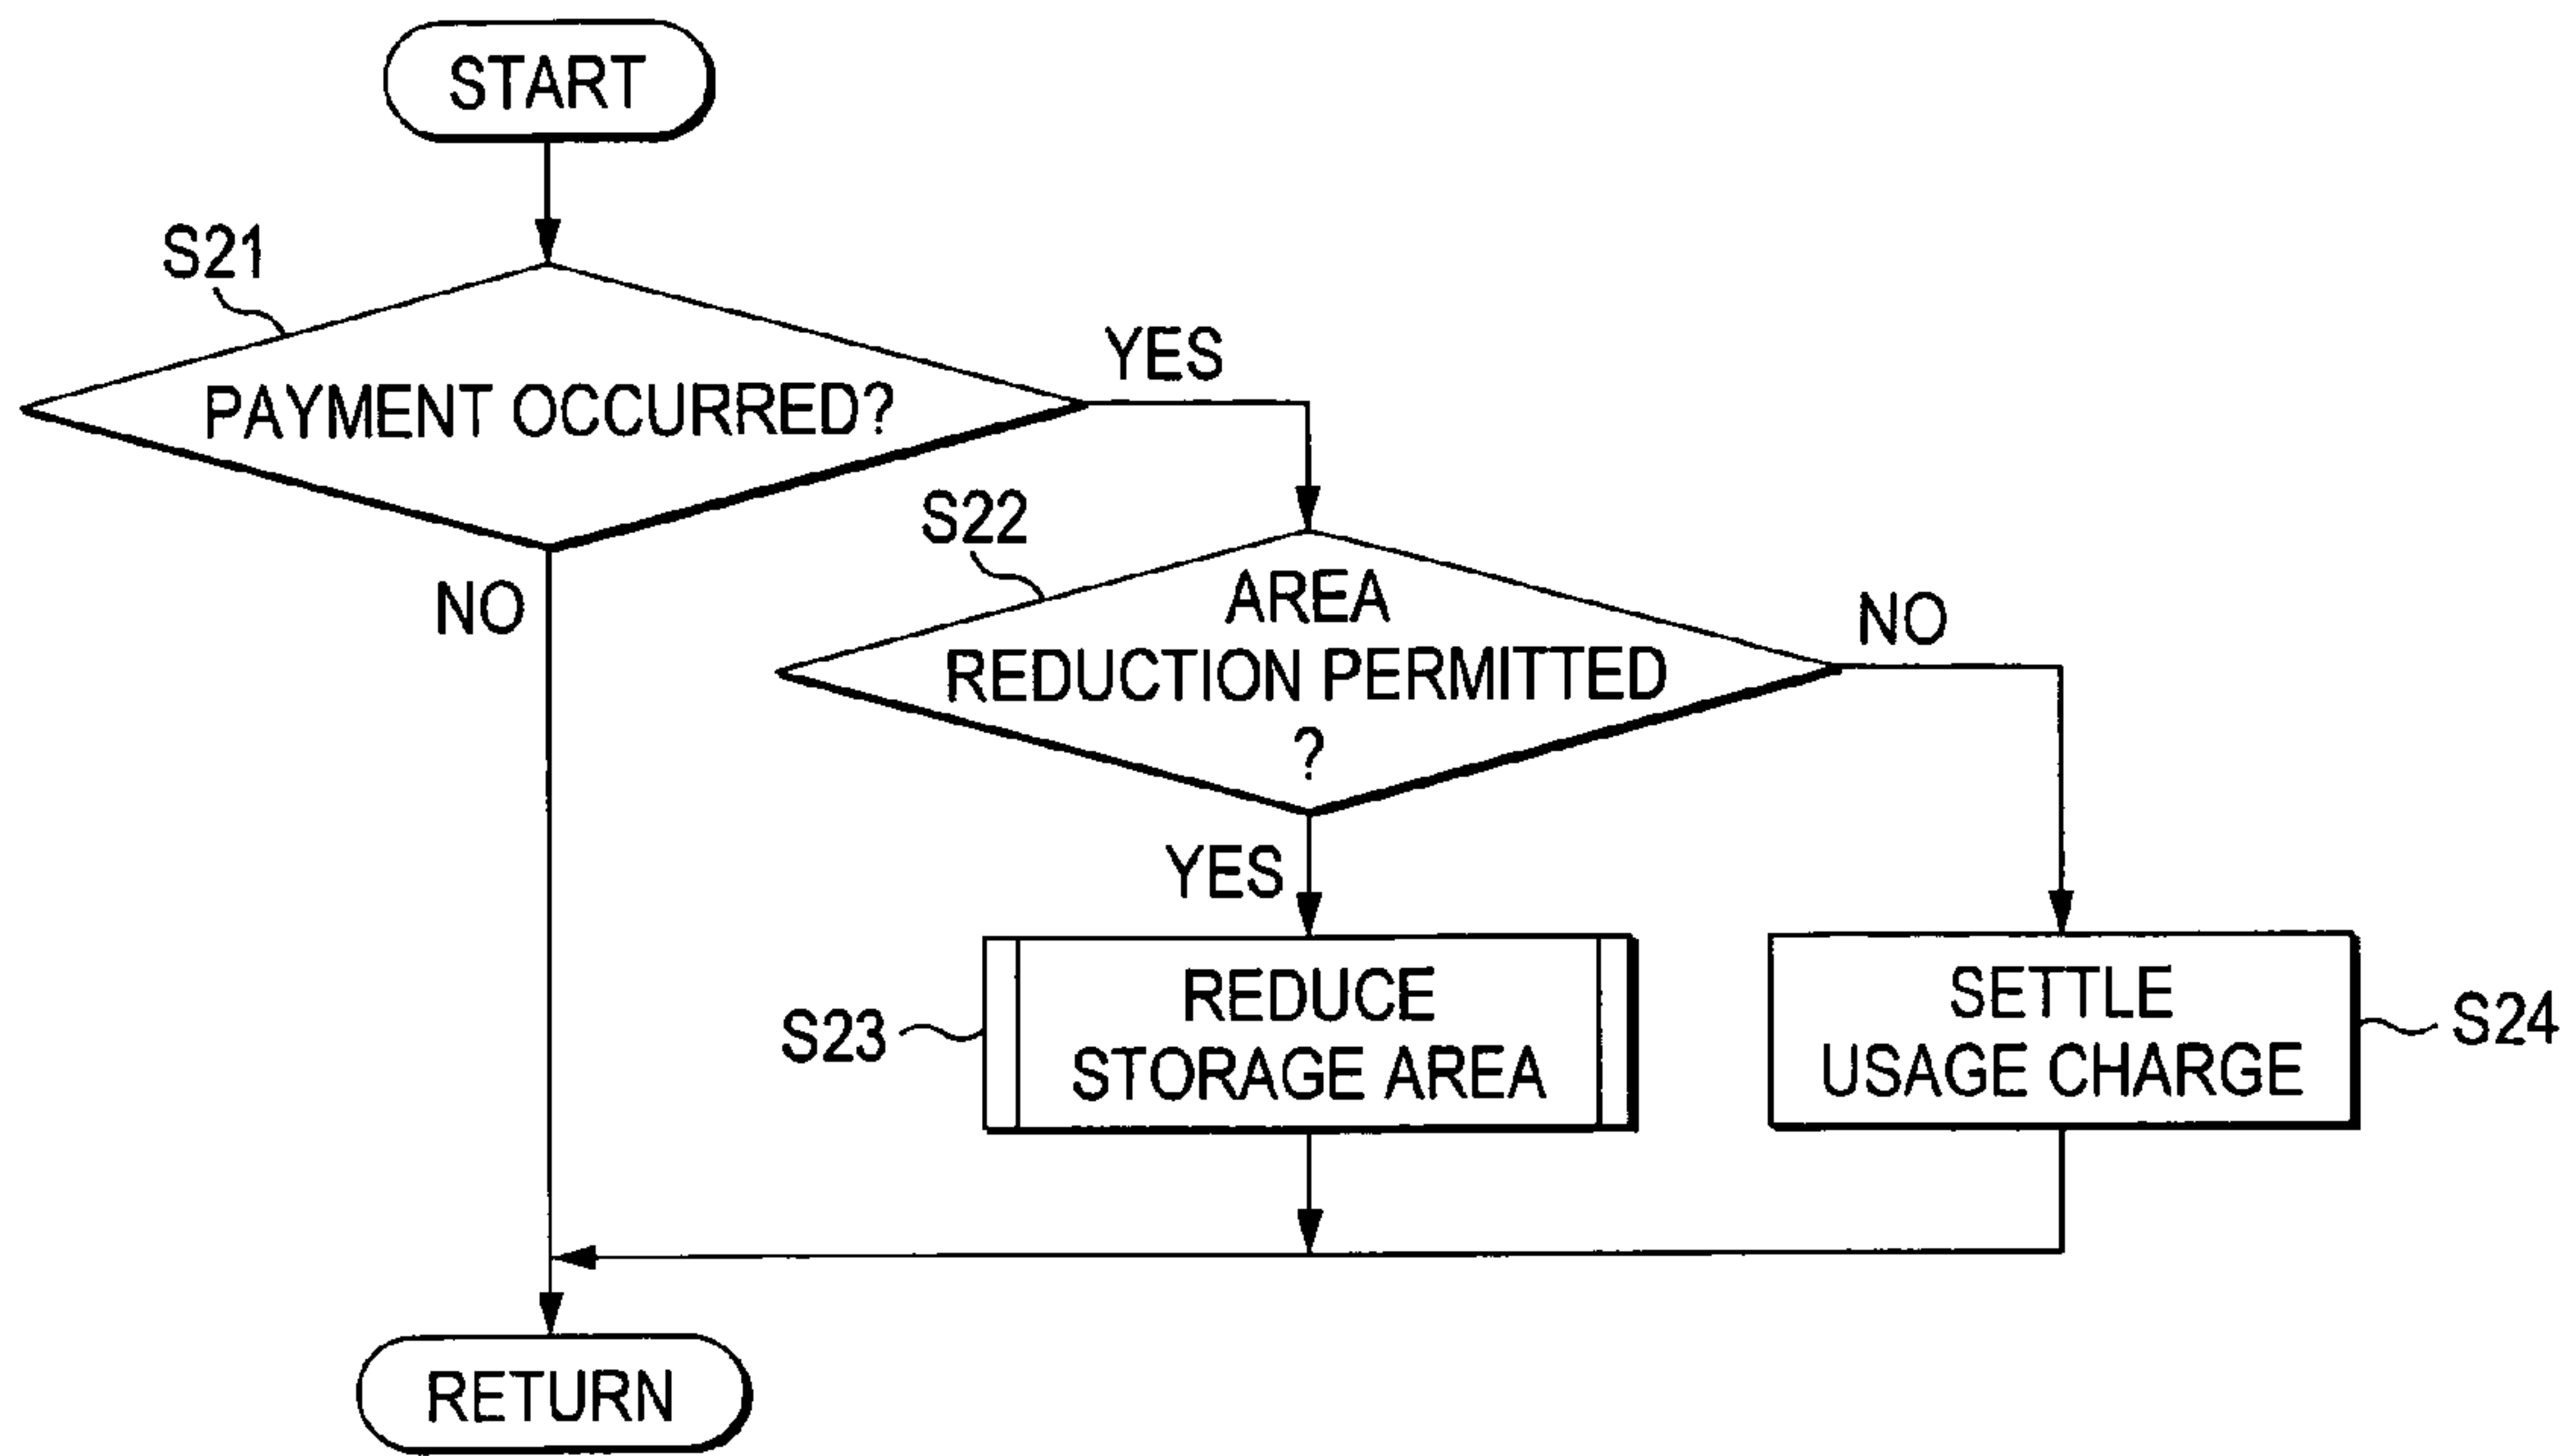 START
S21
PAYMENT OCCURRED?
YES
NO
S22
AREA
REDUCTION PERMITTED
?
NO
YES
S23
REDUCE
STORAGE AREA
SETTLE
USAGE CHARGE
S24
RETURN